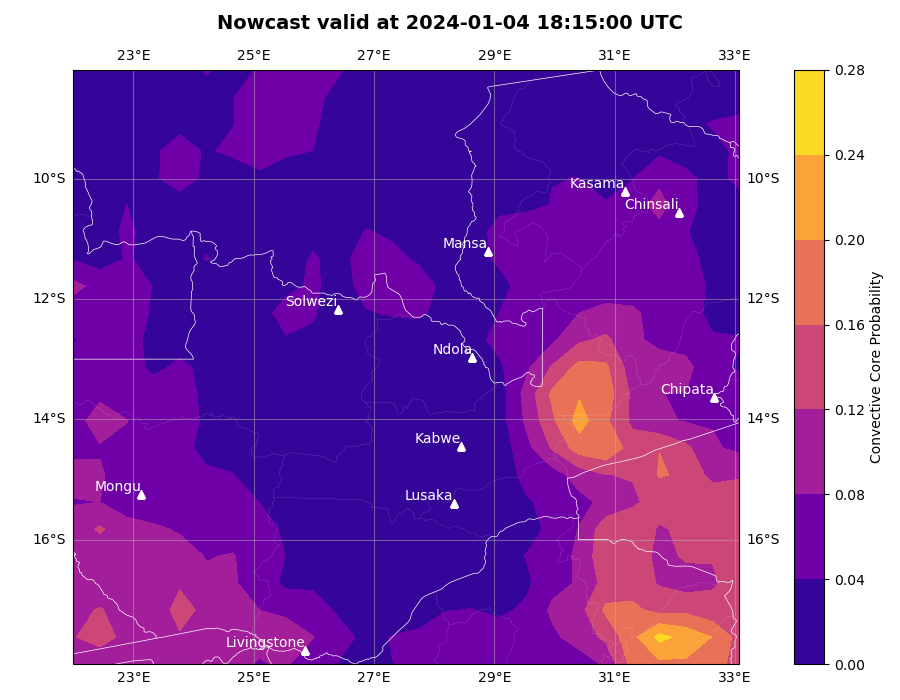 Nowcast valid at 2024-01-04 18:15:00 UTC
23°E 25°E 27°E 29°E 31°E 33°E
0.28
0.24
10°S Kasama 10°S
Chinsali
0.20
Mansa
12°S Solwezi 12°S
0.16
Ndola
Chipata
0.12
14°S 14°S
Kabwe
Mongu Lusaka
0.08
16°S 16°S
0.04
Livingstone
0.00
23°E 25°E 27°E 29°E 31°E 33°E
Convective Core Probability